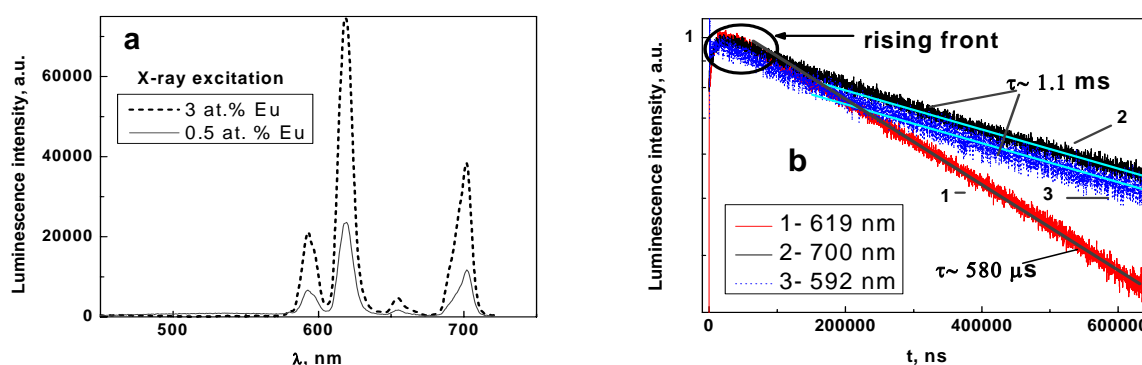 a
X-ray excitation
3 at.% Eu
0.5 at. % Eu
Luminescence intensity, a.u.
60000
40000
20000
0
500
600
700
λ, nm
b
rising front
τ~ 1.1 ms
2
1
3
1- 619 nm
2- 700 nm
3- 592 nm
τ~ 580 μs
Luminescence intensity, a.u.
1
0
200000
400000
600000
t, ns